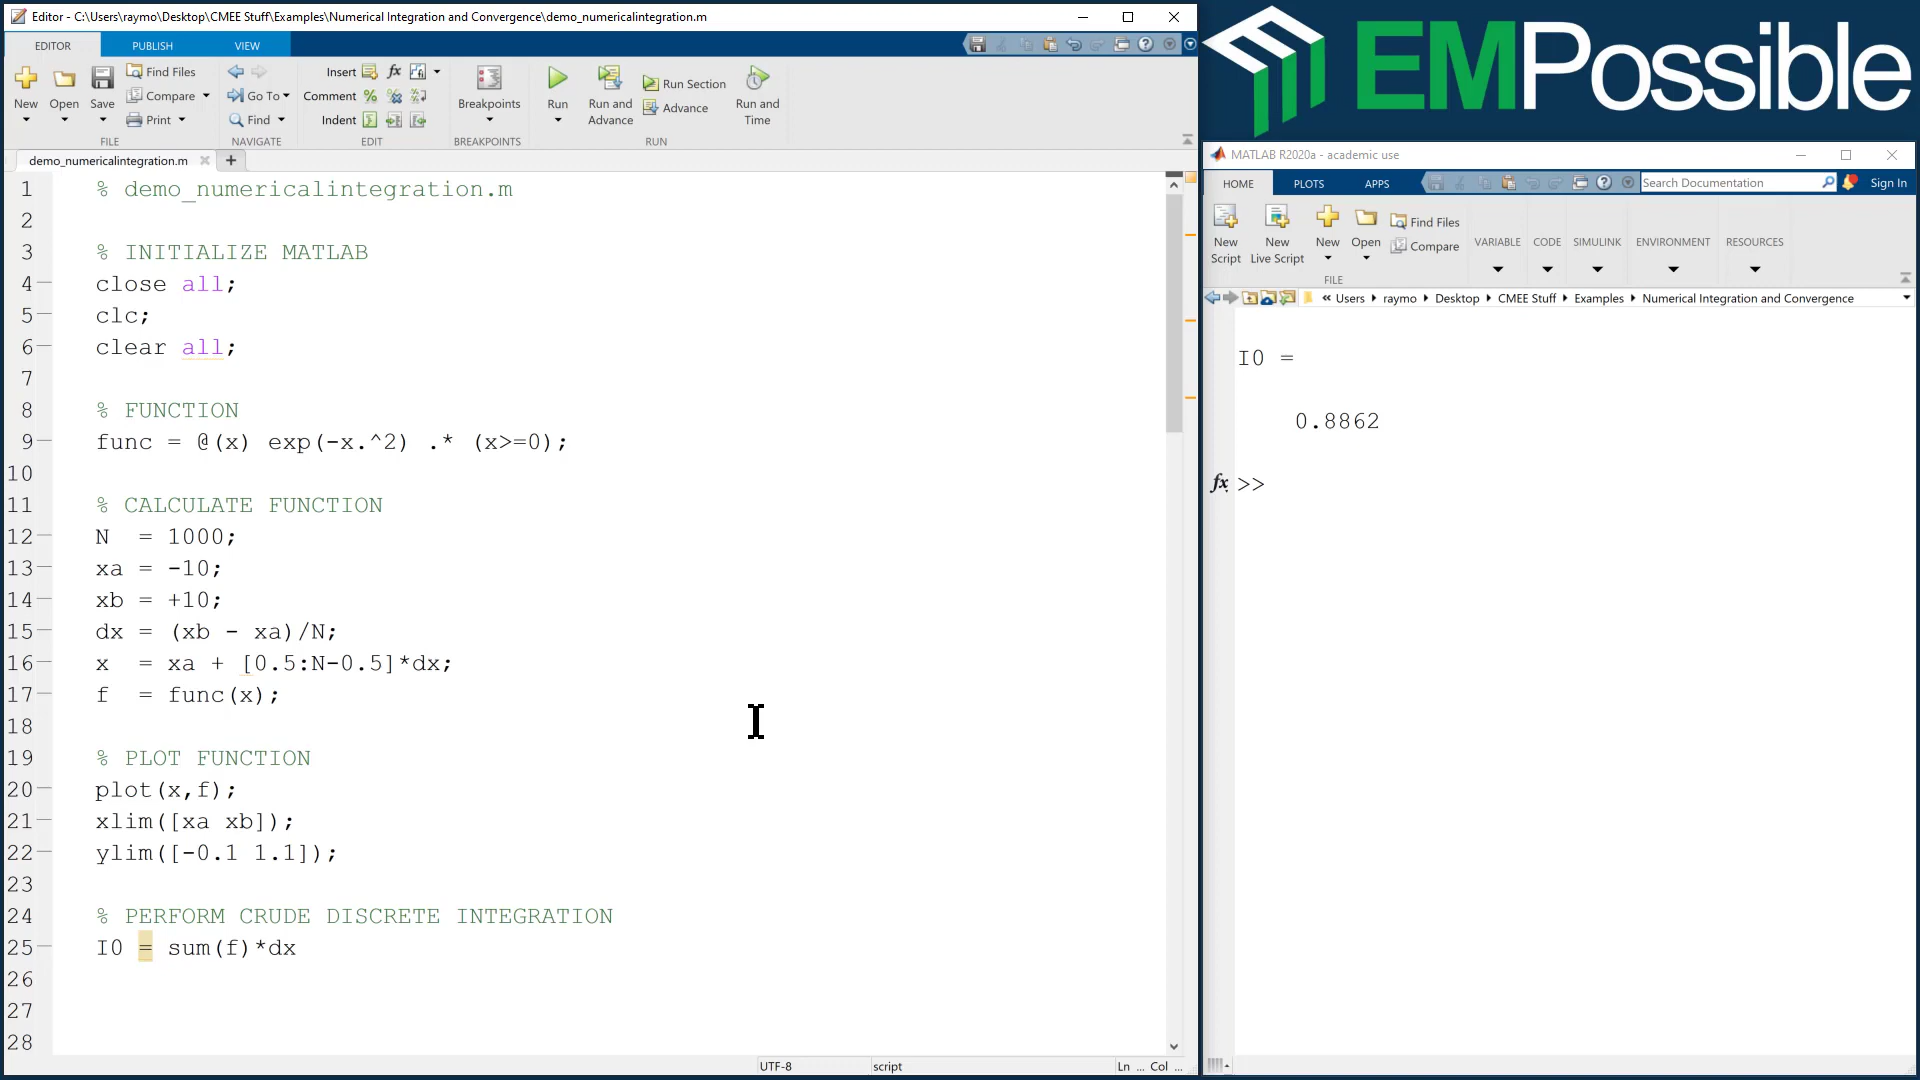 Editor - C:\Users\raymo\Desktop\CMEE Stuff\Examples\Numerical Integration and Convergence\demo_numericalintegration.m
EDITOR PUBLISH VIEW
New Open Save
Find Files
Compare
Print
Go To
Find
Insert fx
Comment
Indent
Breakpoints
Run
Run and Advance
Run Section
Advance
Run and Time
FILE NAVIGATE EDIT BREAKPOINTS RUN
demo_numericalintegration.m
1 % demo_numericalintegration.m
2
3 % INITIALIZE MATLAB
4 close all;
5 clc;
6 clear all;
7
8 % FUNCTION
9 func = @(x) exp(-x.^2) .* (x>=0);
10
11 % CALCULATE FUNCTION
12 N = 1000;
13 xa = -10;
14 xb = +10;
15 dx = (xb - xa)/N;
16 x = xa + [0.5:N-0.5]*dx;
17 f = func(x);
18
19 % PLOT FUNCTION
20 plot(x,f);
21 xlim([xa xb]);
22 ylim([-0.1 1.1]);
23
24 % PERFORM CRUDE DISCRETE INTEGRATION
25 I0 = sum(f)*dx
26
27
28
UTF-8 script Ln ... Col ...
EMPossible
MATLAB R2020a - academic use
HOME PLOTS APPS Search Documentation Sign In
New Script
New Live Script
New
Open
Find Files
Compare
VARIABLE CODE SIMULINK ENVIRONMENT RESOURCES
FILE
« Users Desktop raymo CMEE Stuff Examples Numerical Integration and Convergence
I0 =
0.8862
fx >>